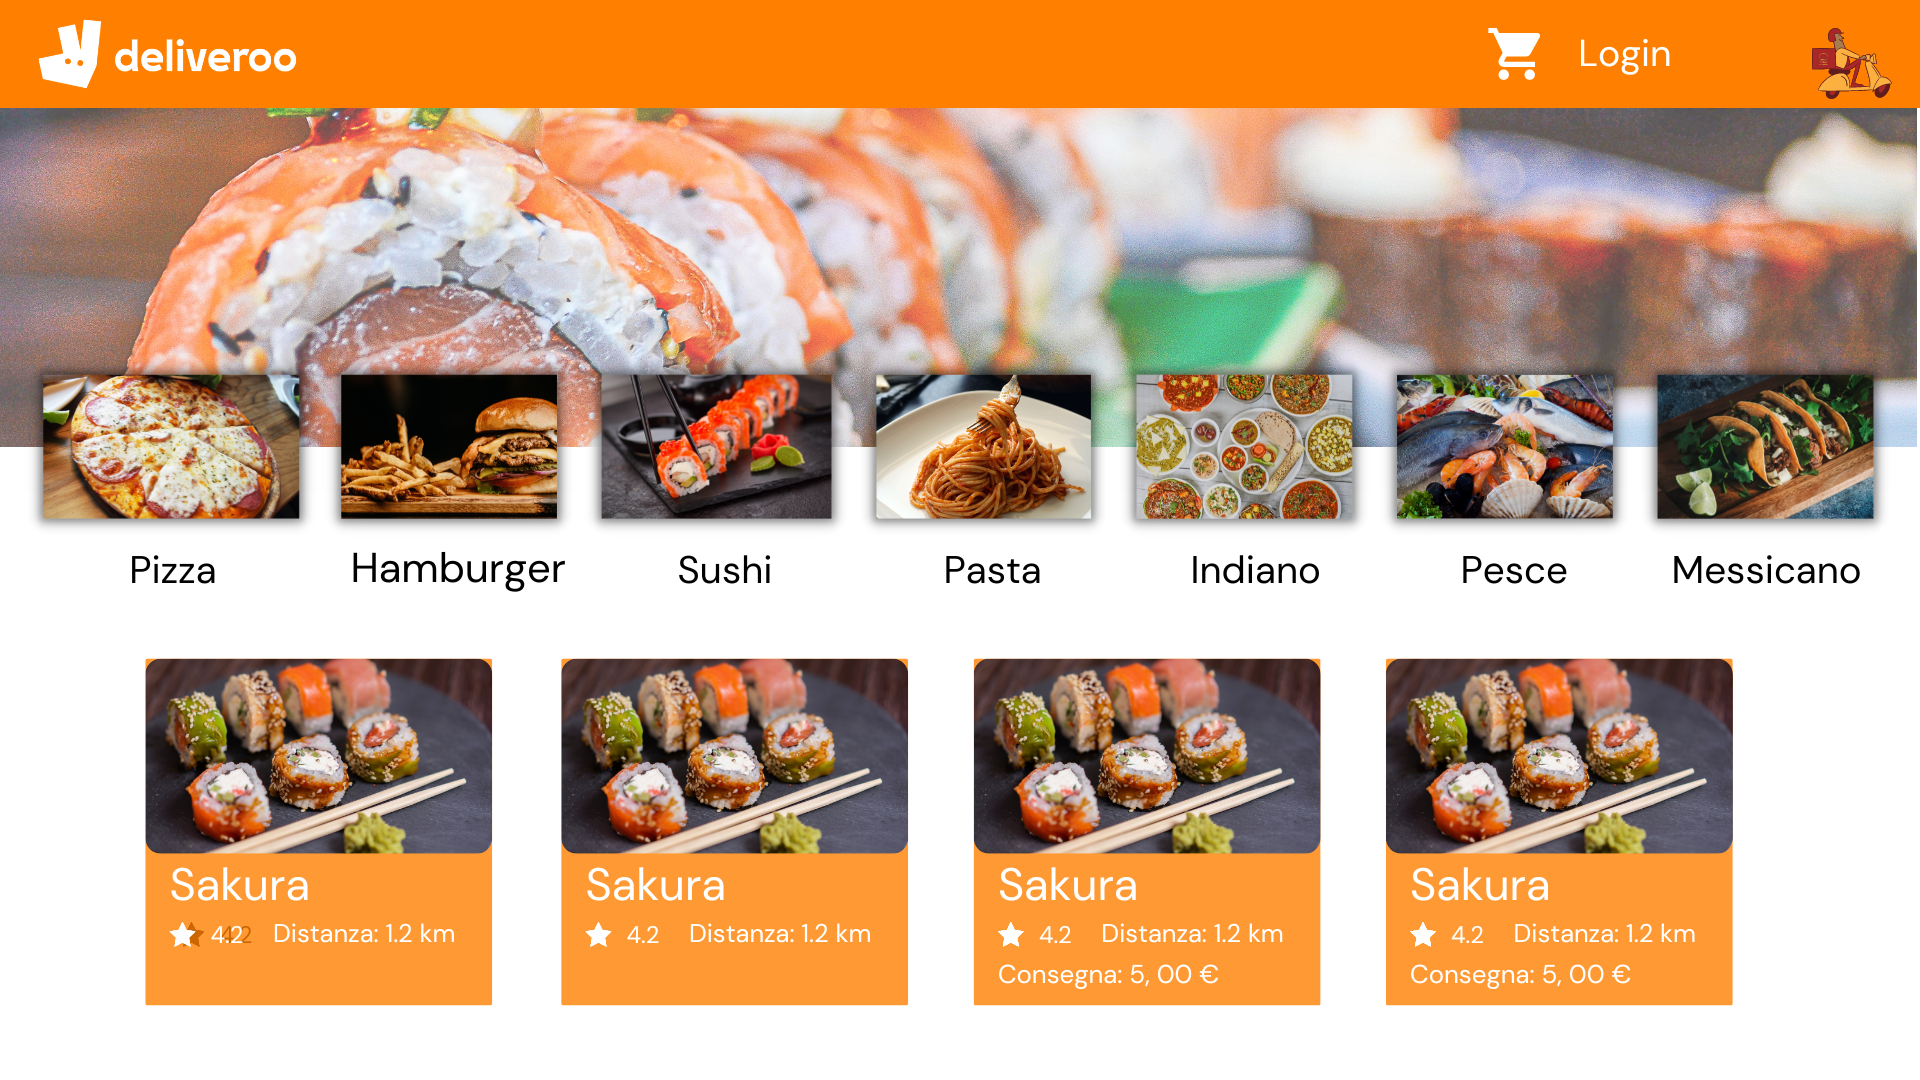 deliveroo
Login
Pizza
Hamburger
Sushi
Pasta
Indiano
Pesce
Messicano
Sakura
4.2 Distanza: 1.2 km
Sakura
4.2 Distanza: 1.2 km
Sakura
4.2 Distanza: 1.2 km
Consegna: 5, 00 €
Sakura
4.2 Distanza: 1.2 km
Consegna: 5, 00 €